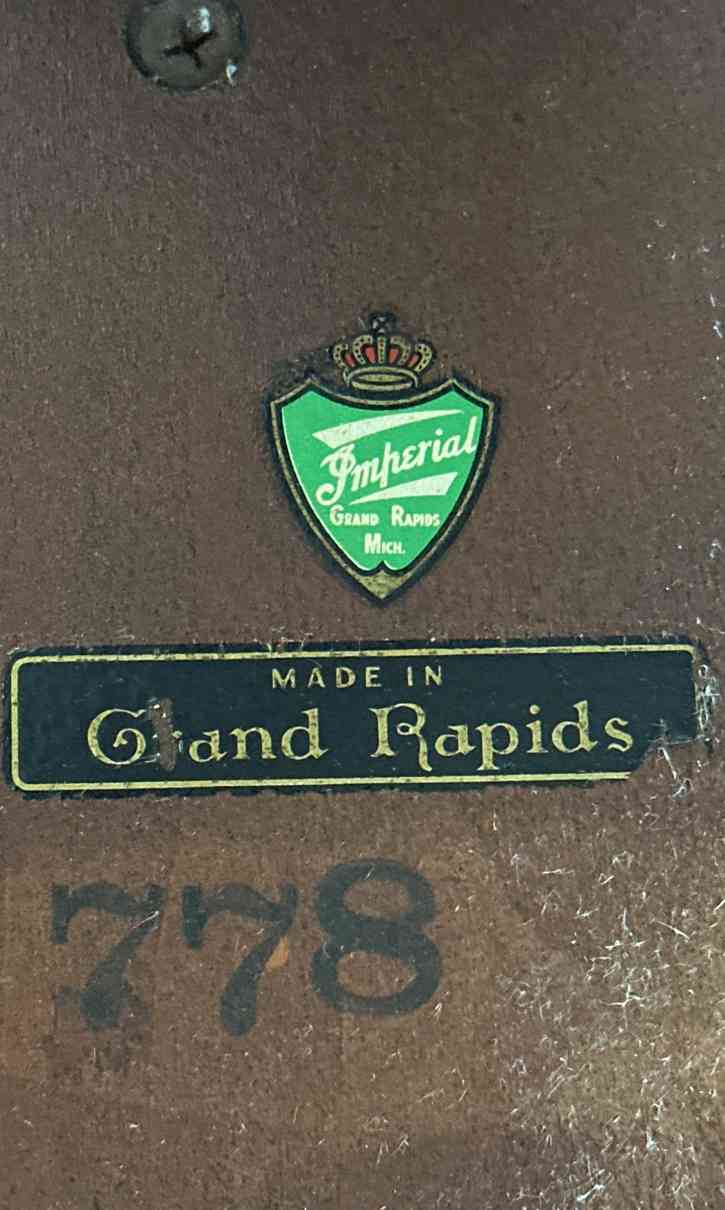 Imperial
GRAND RAPIDS
MICH.
MADE IN
Grand Rapids
778